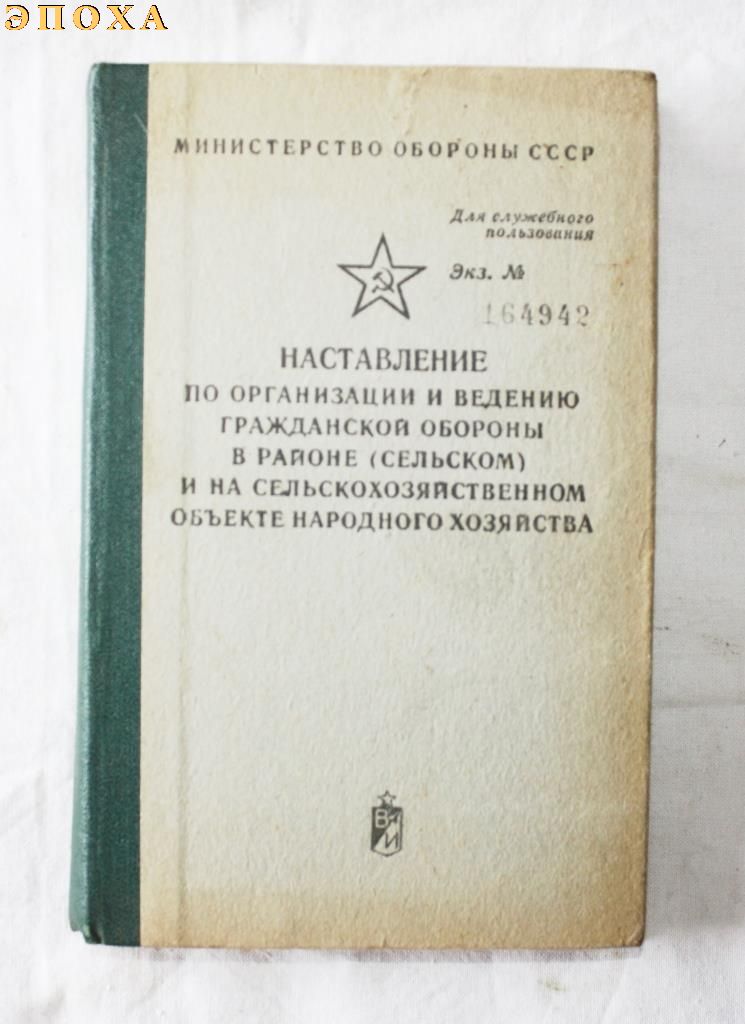 ЭПОХА
МИНИСТЕРСТВО ОБОРОНЫ СССР
Для служебного
пользования
Экз. №
164942
НАСТАВЛЕНИЕ
ПО ОРГАНИЗАЦИИ И ВЕДЕНИЮ
ГРАЖДАНСКОЙ ОБОРОНЫ
В РАЙОНЕ (СЕЛЬСКОМ)
И НА СЕЛЬСКОХОЗЯЙСТВЕННОМ
ОБЪЕКТЕ НАРОДНОГО ХОЗЯЙСТВА
В И